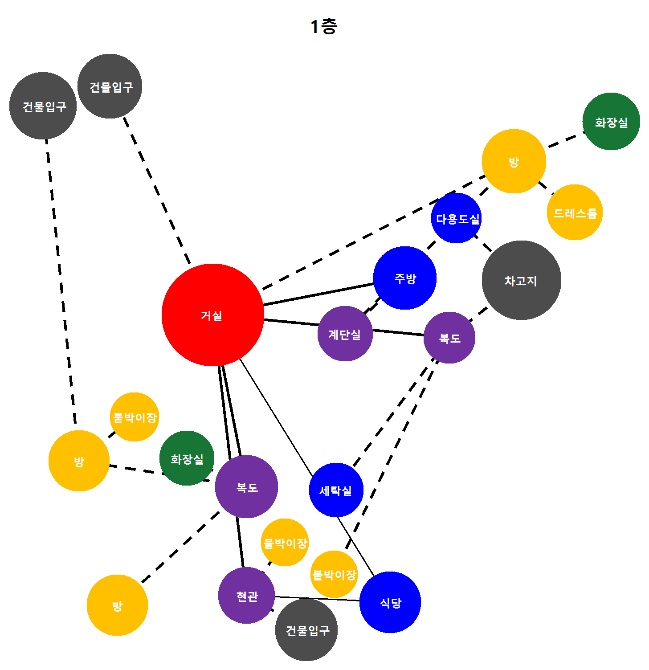 1층
건물입구
건물입구
화장실
방
드레스룸
다용도실
주방
차고지
거실
계단실
복도
붙박이장
방
화장실
복도
세탁실
붙박이장
붙박이장
방
현관
식당
건물입구